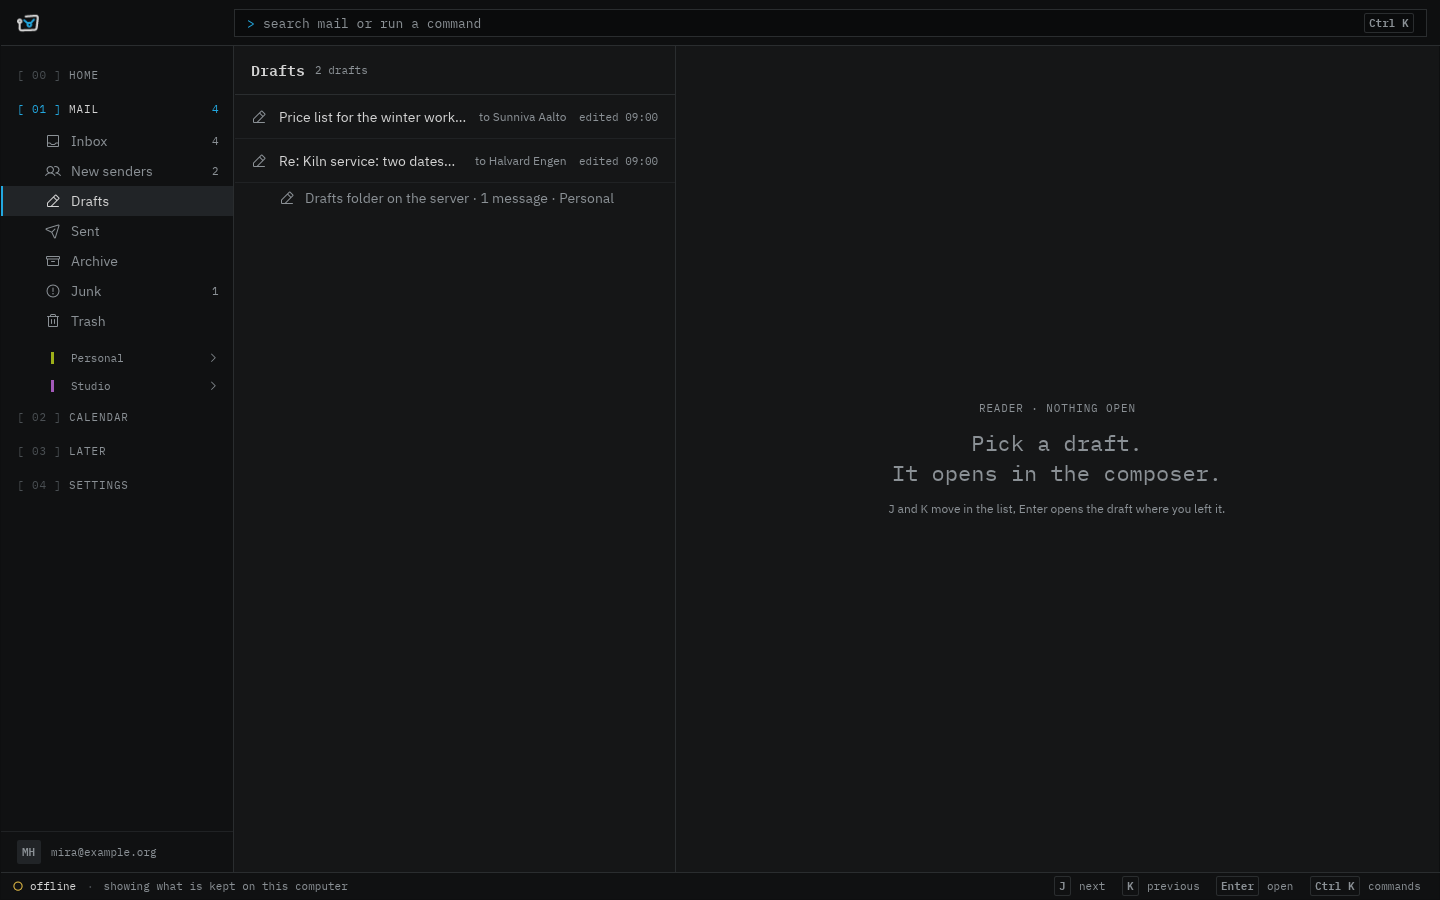 > search mail or run a command Ctrl K
[ 00 ] HOME
[ 01 ] MAIL 4
Inbox 4
New senders 2
Drafts
Sent
Archive
Junk 1
Trash
Personal
Studio
[ 02 ] CALENDAR
[ 03 ] LATER
[ 04 ] SETTINGS
MH mira@example.org
Drafts 2 drafts
Price list for the winter work... to Sunniva Aalto edited 09:00
Re: Kiln service: two dates... to Halvard Engen edited 09:00
Drafts folder on the server · 1 message · Personal
READER · NOTHING OPEN
Pick a draft.
It opens in the composer.
J and K move in the list, Enter opens the draft where you left it.
offline · showing what is kept on this computer
J next K previous Enter open Ctrl K commands